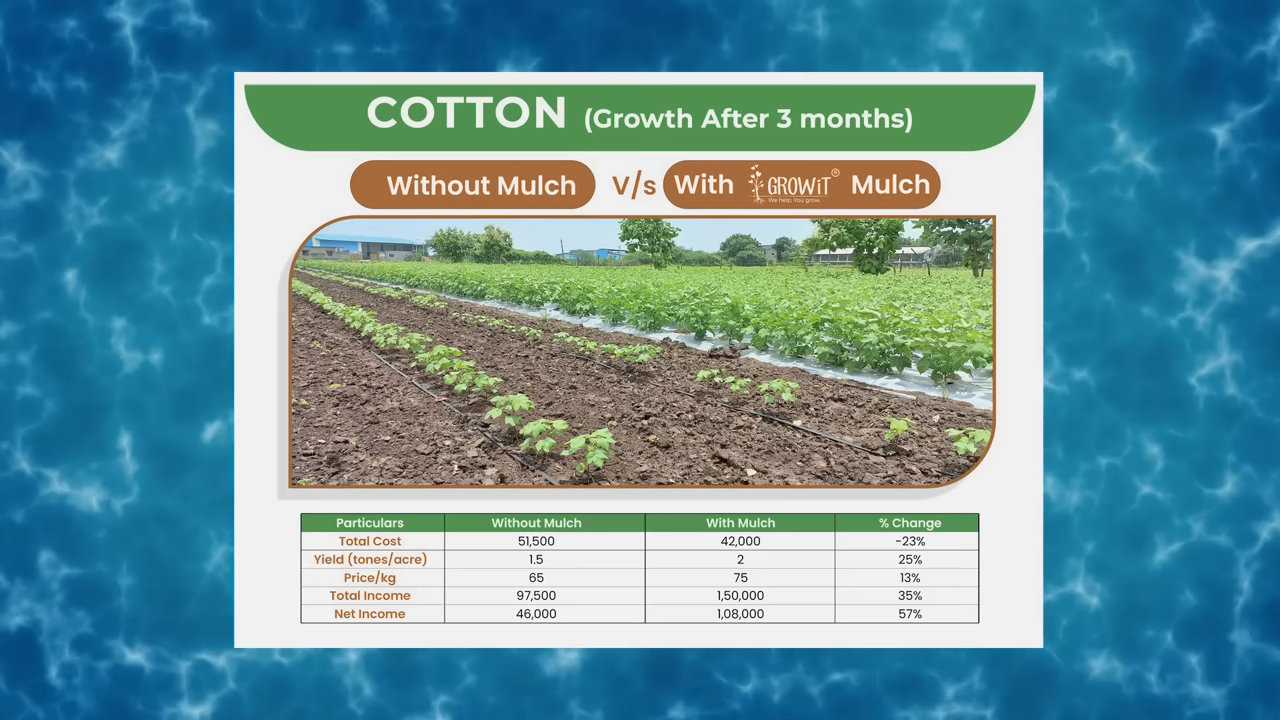 COTTON (Growth After 3 months)
Without Mulch V/s With GROWiT® Mulch
We help. You grow.
Particulars Without Mulch With Mulch % Change
Total Cost 51,500 42,000 -23%
Yield (tones/acre) 1.5 2 25%
Price/kg 65 75 13%
Total Income 97,500 1,50,000 35%
Net Income 46,000 1,08,000 57%